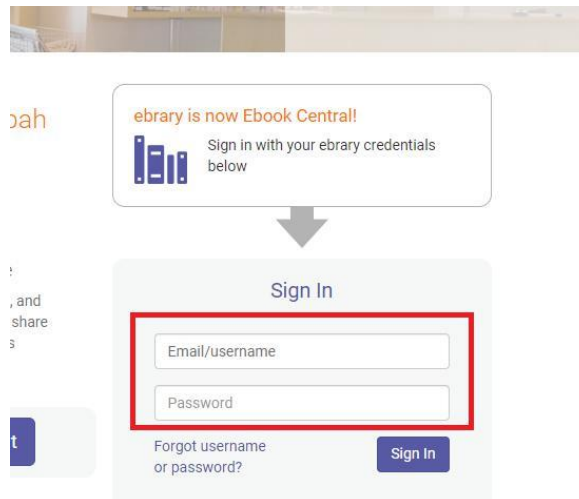 ebrary is now Ebook Central!
Sign in with your ebrary credentials
below
Sign In
, and
share
s
Email/username
Password
t
Forgot username
or password?
Sign In